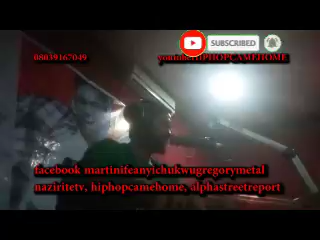 08039167049
youtube HIPHOPCAMEHOME
SUBSCRIBED
facebook martinifeanyichukwugregorymetal
naziritetv, hiphopcamehome, alphastreetreport